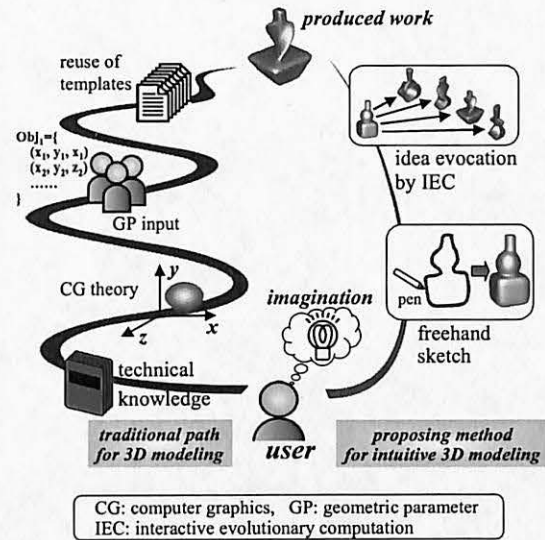 produced work
reuse of
templates
Obj₁={
(x₁, y₁, x₁)
(x₂, y₂, z₂)
......
}
GP input
CG theory
y
x
z
technical
knowledge
idea evocation
by IEC
pen
freehand
sketch
imagination
user
traditional path
for 3D modeling
proposing method
for intuitive 3D modeling
CG: computer graphics, GP: geometric parameter
IEC: interactive evolutionary computation